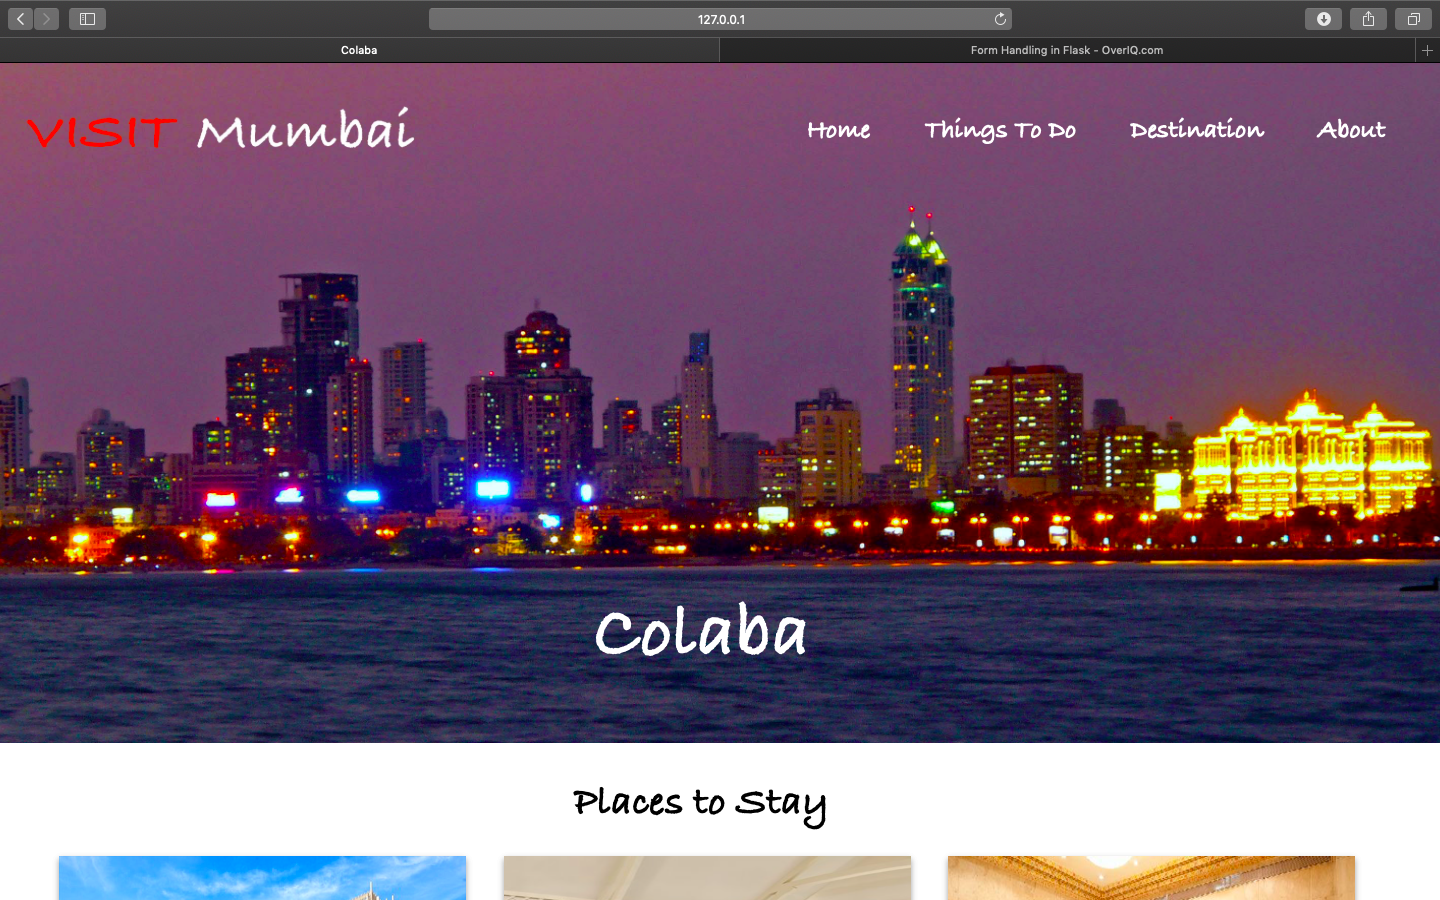 127.0.0.1
Colaba
Form Handling in Flask - OverIQ.com
VISIT Mumbai
Home
Things To Do
Destination
About
Colaba
Places to Stay